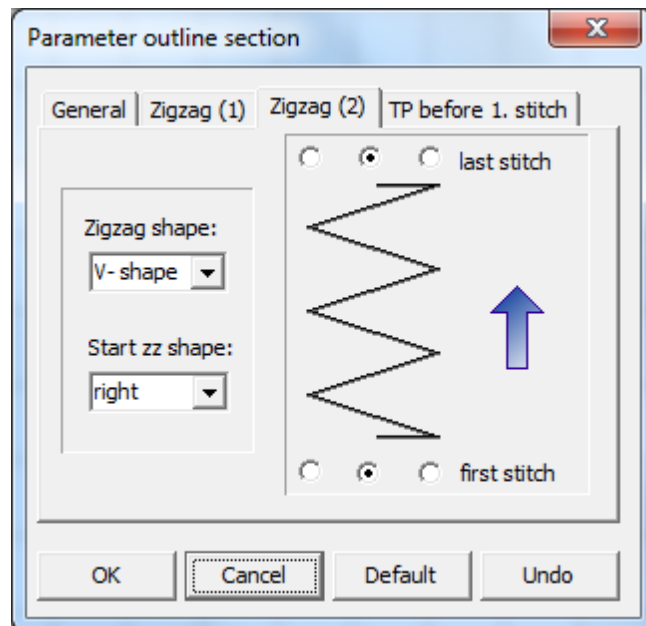 Parameter outline section
General
Zigzag (1)
Zigzag (2)
TP before 1. stitch
last stitch
Zigzag shape:
V- shape
Start zz shape:
right
first stitch
OK
Cancel
Default
Undo